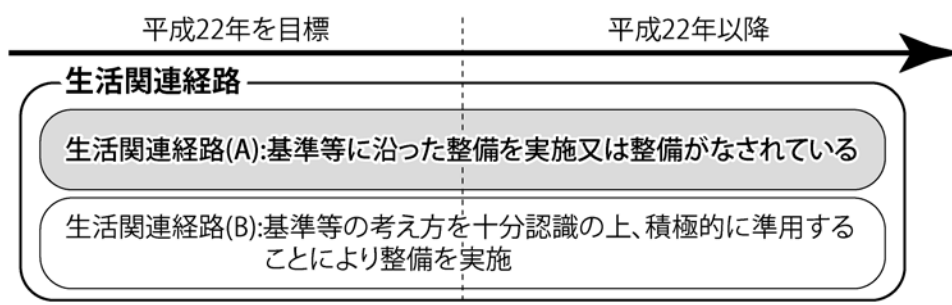 平成22年を目標
平成22年以降
生活関連経路
生活関連経路(A):基準等に沿った整備を実施又は整備がなされている
生活関連経路(B):基準等の考え方を十分認識の上、積極的に準用する
ことにより整備を実施